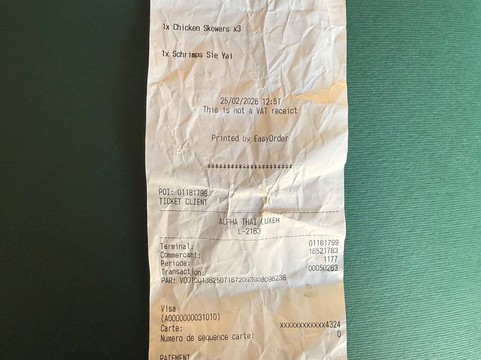 1x Chicken Skewers x3
1x Schrimps Sie Yai
25/02/2026 12:51
This is not a VAT receict
Printed by EasyOrder
**********************
POI: 01181799
TICKET CLIENT
ALPHA THAI LUXEM
L-2163
Terminal: 01181799
Commercant: 16521783
Periode: 1177
Transaction: 00050263
PAR:
Visa
(A0000000031010)
Carte: xxxxxxxxxxxx4324
Numero de sequence carte: 0
PAIEMENT